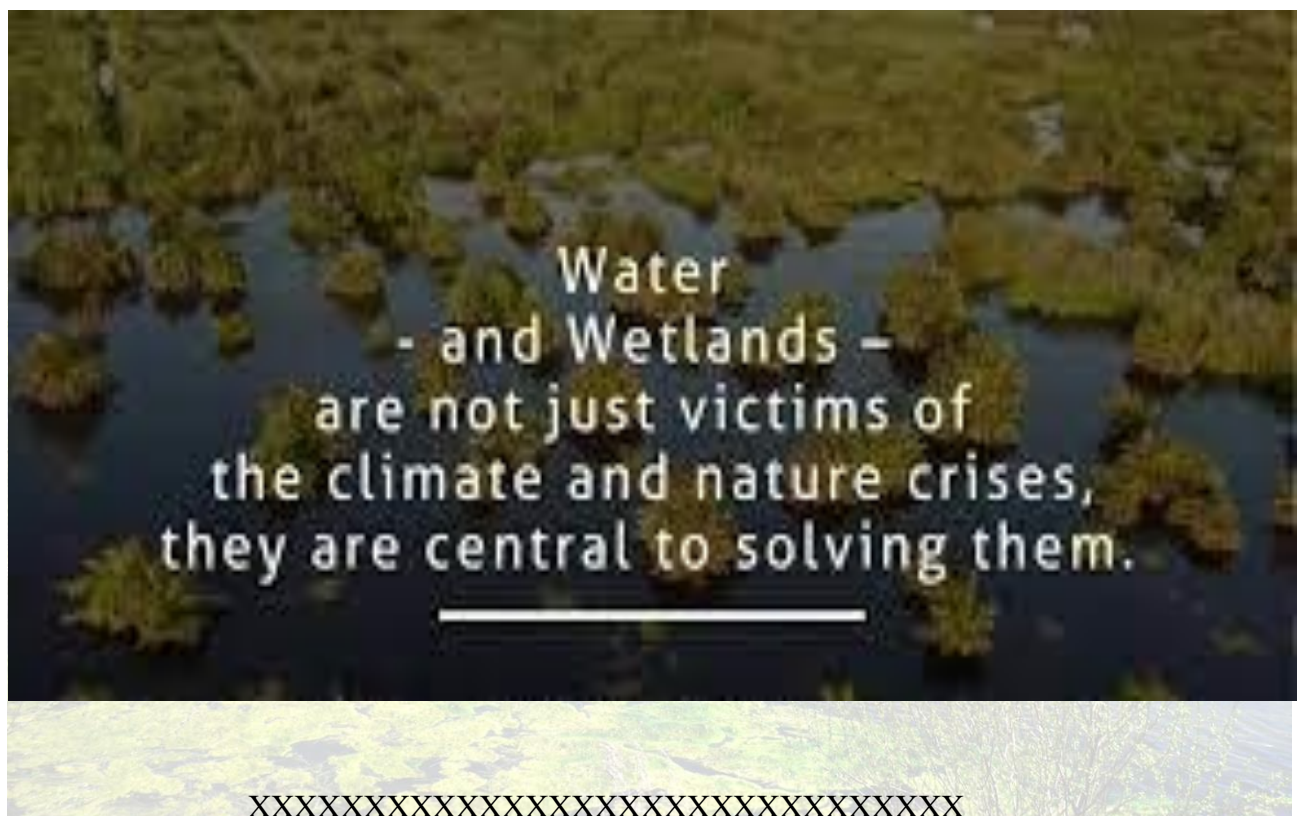 Water
- and Wetlands –
are not just victims of
the climate and nature crises,
they are central to solving them.
XXXXXXXXXXXXXXXXXXXXXXXXXXXXXX